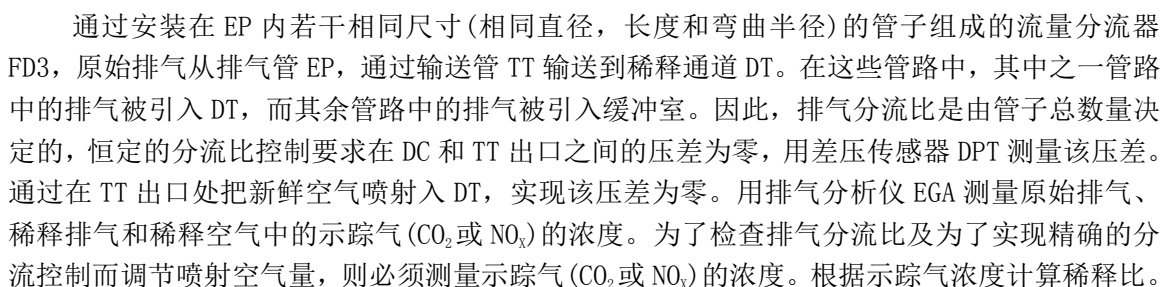 通过安装在 EP 内若干相同尺寸(相同直径，长度和弯曲半径)的管子组成的流量分流器
FD3，原始排气从排气管 EP，通过输送管 TT 输送到稀释通道 DT。在这些管路中，其中之一管路
中的排气被引入 DT，而其余管路中的排气被引入缓冲室。因此，排气分流比是由管子总数量决
定的，恒定的分流比控制要求在 DC 和 TT 出口之间的压差为零，用差压传感器 DPT 测量该压差。
通过在 TT 出口处把新鲜空气喷射入 DT，实现该压差为零。用排气分析仪 EGA 测量原始排气、
稀释排气和稀释空气中的示踪气(CO₂或 NOₓ)的浓度。为了检查排气分流比及为了实现精确的分
流控制而调节喷射空气量，则必须测量示踪气(CO₂或 NOₓ)的浓度。根据示踪气浓度计算稀释比。